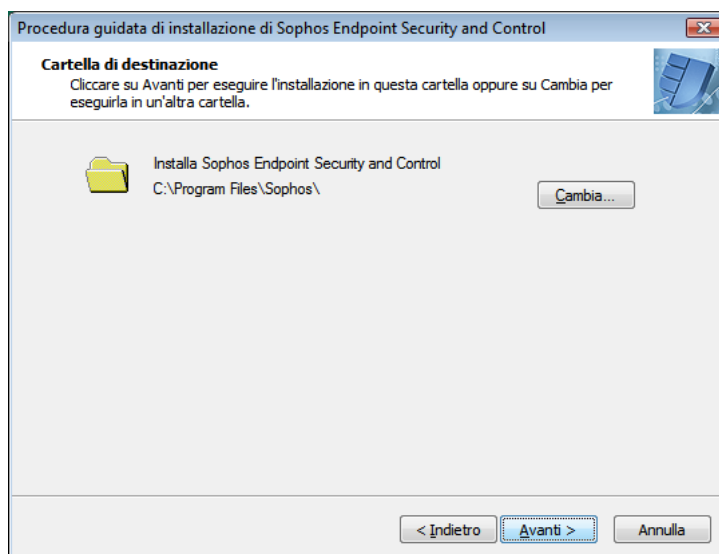 Procedura guidata di installazione di Sophos Endpoint Security and Control
Cartella di destinazione
Cliccare su Avanti per eseguire l'installazione in questa cartella oppure su Cambia per
eseguirla in un'altra cartella.
Installa Sophos Endpoint Security and Control
C:\Program Files\Sophos\
Cambia...
< Indietro
Avanti >
Annulla